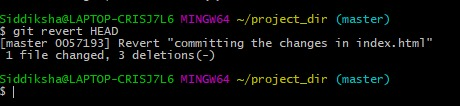 Siddiksha@LAPTOP-CRISJ7L6 MINGW64 ~/project_dir (master)
$ git revert HEAD
[master 0057193] Revert "committing the changes in index.html"
1 file changed, 3 deletions(-)
Siddiksha@LAPTOP-CRISJ7L6 MINGW64 ~/project_dir (master)
$